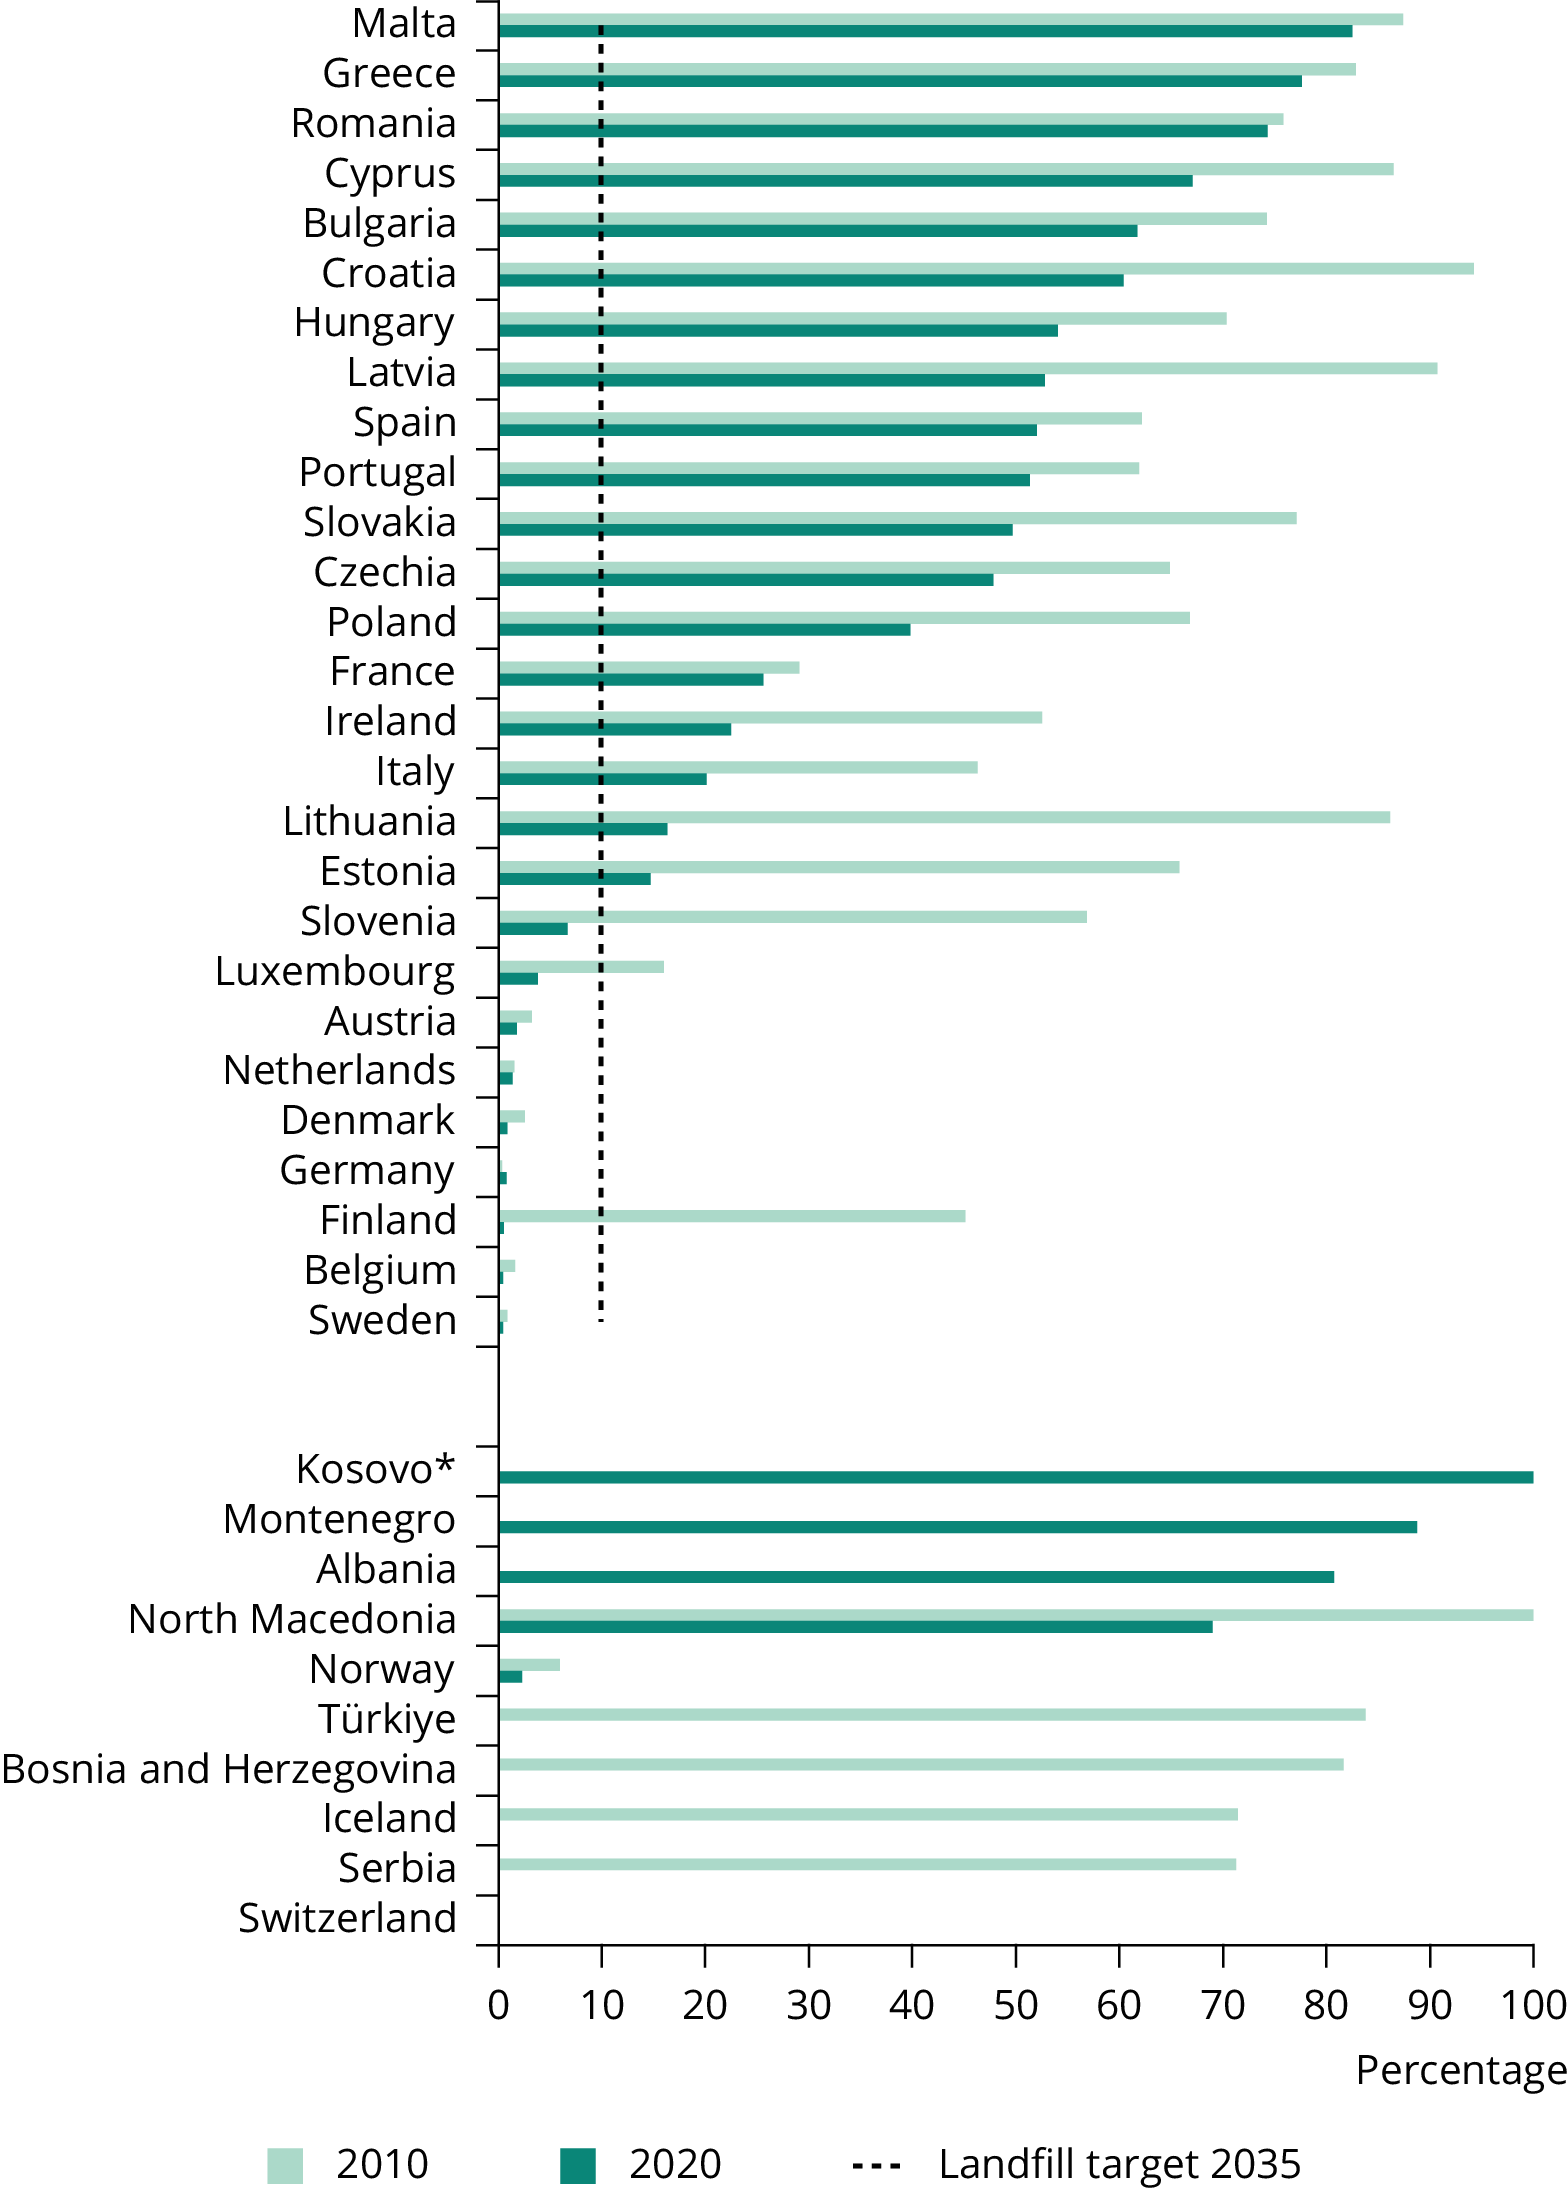 Malta
Greece
Romania
Cyprus
Bulgaria
Croatia
Hungary
Latvia
Spain
Portugal
Slovakia
Czechia
Poland
France
Ireland
Italy
Lithuania
Estonia
Slovenia
Luxembourg
Austria
Netherlands
Denmark
Germany
Finland
Belgium
Sweden
Kosovo*
Montenegro
Albania
North Macedonia
Norway
Türkiye
Bosnia and Herzegovina
Iceland
Serbia
Switzerland
0 10 20 30 40 50 60 70 80 90 100
Percentage
2010 2020 Landfill target 2035